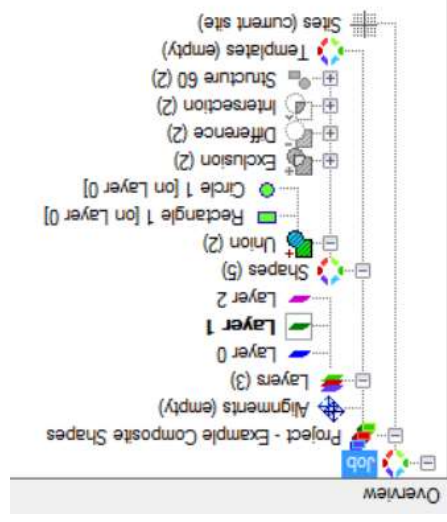 Overview
Job
Project - Example Composite Shapes
Alignments (empty)
Layers (3)
Layer 0
Layer 1
Layer 2
Shapes (5)
Union (2)
Rectangle 1 [on Layer 0]
Circle 1 [on Layer 0]
Exclusion (2)
Difference (2)
Intersection (2)
Structure 60 (2)
Templates (empty)
Sites (current site)